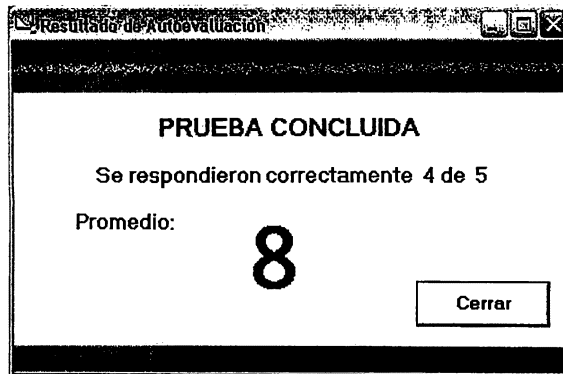 Resultado de Autoevaluación
PRUEBA CONCLUIDA
Se respondieron correctamente 4 de 5
Promedio:
8
Cerrar